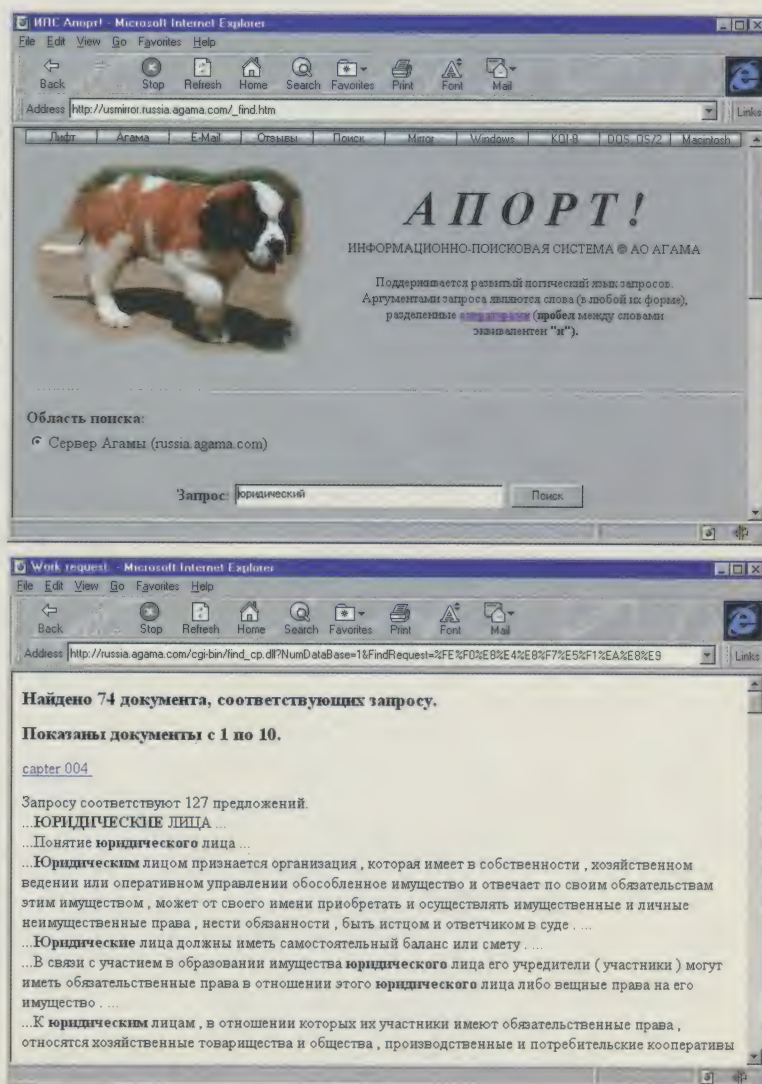 ИПС Апорт! - Microsoft Internet Explorer
File Edit View Go Favorites Help
Back Stop Refresh Home Search Favorites Print Font Mail
Address http://usmirror.russia.agama.com/_find.htm Links
Лифт Агама E-Mail Отзывы Поиск Mirror Windows KOI-8 DOS, OS/2 Macintosh
АПОРТ!
ИНФОРМАЦИОННО-ПОИСКОВАЯ СИСТЕМА © АО АГАМА
Поддерживается развитый логический язык запросов.
Аргументами запроса являются слова (в любой их форме),
разделенные (пробел между словами
эквивалентен "и").
Область поиска:
Сервер Агамы (russia.agama.com)
Запрос: юридический Поиск
Work request - Microsoft Internet Explorer
File Edit View Go Favorites Help
Back Stop Refresh Home Search Favorites Print Font Mail
Address http://russia.agama.com/cgi-bin/find_cp.dll?NumDataBase=1&FindRequest=%FE%F0%E8%E4%E8%F7%E5%F1%EA%E8%E9 Links
Найдено 74 документа, соответствующих запросу.
Показаны документы с 1 по 10.
capter 004
Запросу соответствуют 127 предложений.
...ЮРИДИЧЕСКИЕ ЛИЦА ...
...Понятие юридического лица ...
...Юридическим лицом признается организация , которая имеет в собственности , хозяйственном
ведении или оперативном управлении обособленное имущество и отвечает по своим обязательствам
этим имуществом , может от своего имени приобретать и осуществлять имущественные и личные
неимущественные права , нести обязанности , быть истцом и ответчиком в суде . ...
...Юридические лица должны иметь самостоятельный баланс или смету . ...
...В связи с участием в образовании имущества юридического лица его учредители ( участники ) могут
иметь обязательственные права в отношении этого юридического лица либо вещные права на его
имущество . ...
...К юридическим лицам , в отношении которых их участники имеют обязательственные права ,
относятся хозяйственные товарищества и общества , производственные и потребительские кооперативы